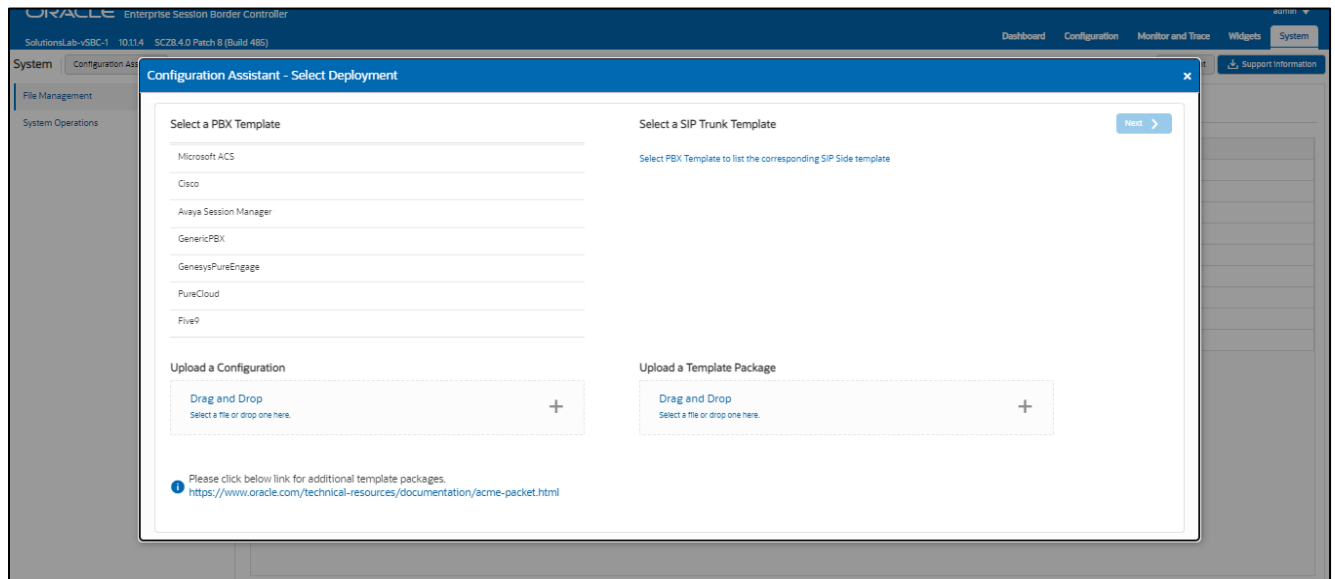 ORACLE Enterprise Session Border Controller
admin
SolutionsLab-vSBC-1 10.1.1.4 SCZ8.4.0 Patch 8 (Build 485)
Dashboard Configuration Monitor and Trace Widgets System
System Configuration Ass
Support Information
File Management
System Operations
Configuration Assistant - Select Deployment
Select a PBX Template
Microsoft ACS
Cisco
Avaya Session Manager
GenericPBX
GenesysPureEngage
PureCloud
Five9
Select a SIP Trunk Template
Next
Select PBX Template to list the corresponding SIP Side template
Upload a Configuration
Drag and Drop
Select a file or drop one here.
Upload a Template Package
Drag and Drop
Select a file or drop one here.
Please click below link for additional template packages.
https://www.oracle.com/technical-resources/documentation/acme-packet.html